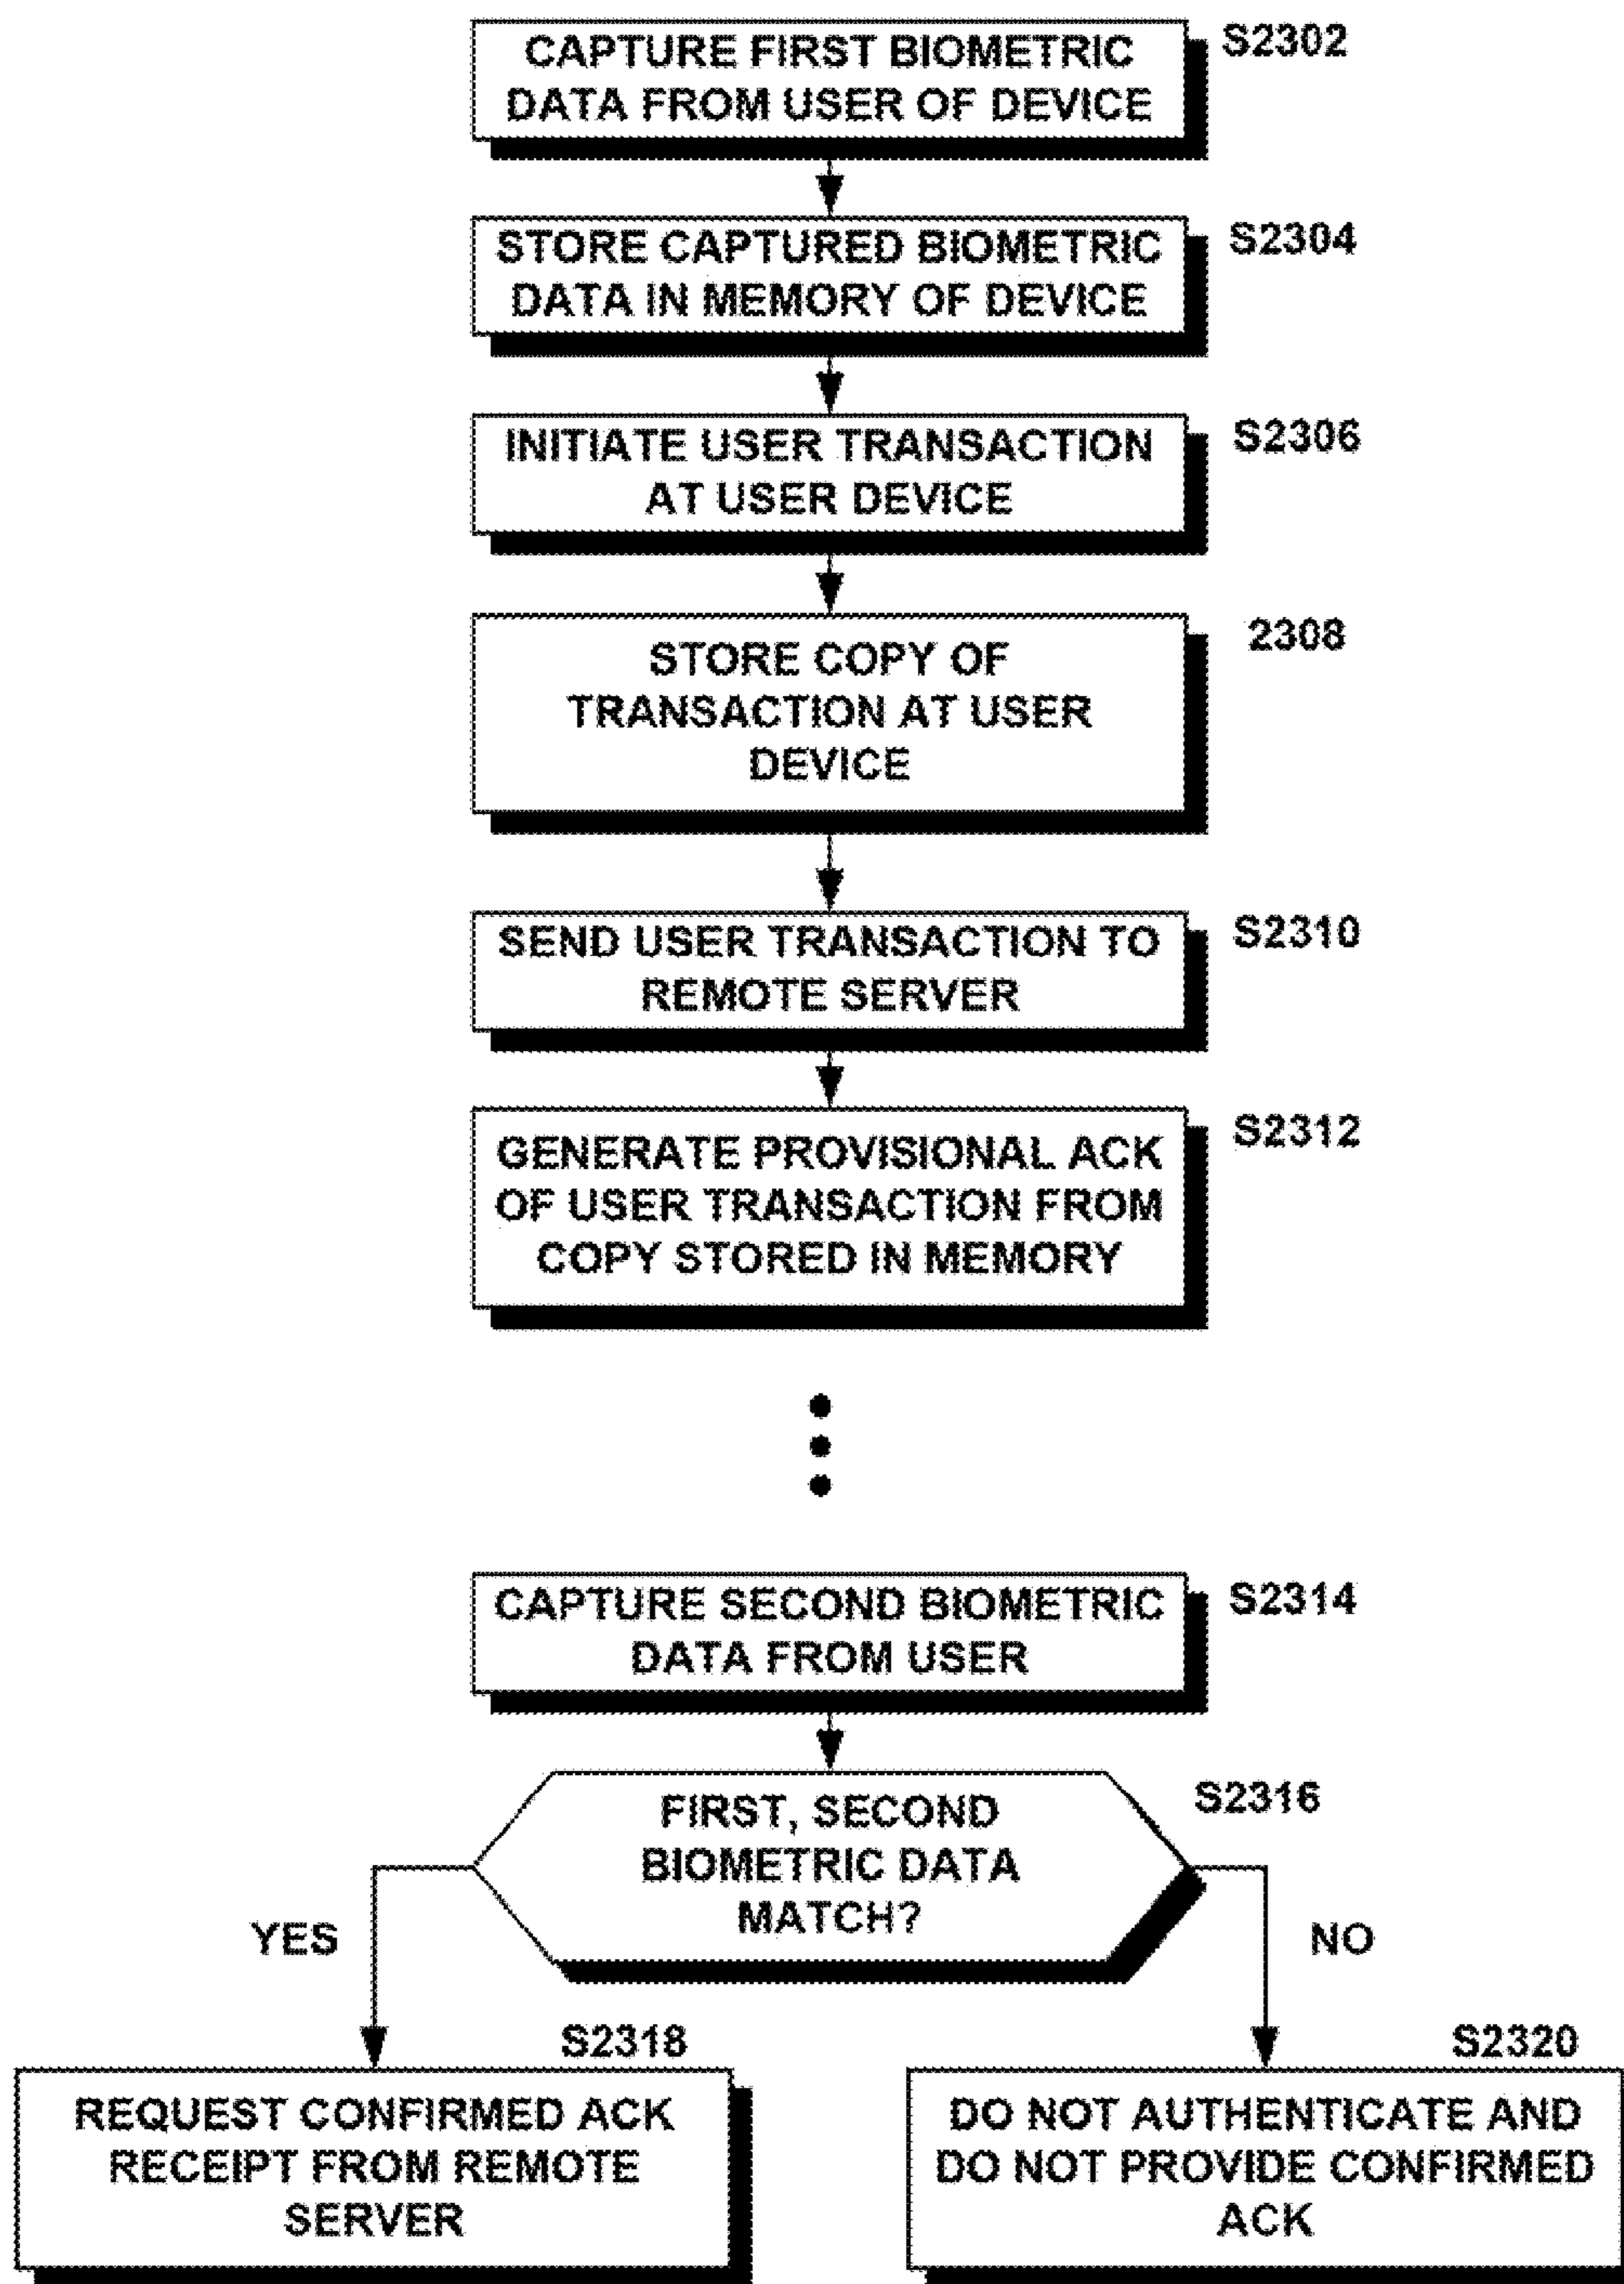 CAPTURE FIRST BIOMETRIC
DATA FROM USER OF DEVICE
S2302
STORE CAPTURED BIOMETRIC
DATA IN MEMORY OF DEVICE
S2304
INITIATE USER TRANSACTION
AT USER DEVICE
S2306
STORE COPY OF
TRANSACTION AT USER
DEVICE
2308
SEND USER TRANSACTION TO
REMOTE SERVER
S2310
GENERATE PROVISIONAL ACK
OF USER TRANSACTION FROM
COPY STORED IN MEMORY
S2312
CAPTURE SECOND BIOMETRIC
DATA FROM USER
S2314
FIRST, SECOND
BIOMETRIC DATA
MATCH?
S2316
YES
NO
S2318
REQUEST CONFIRMED ACK
RECEIPT FROM REMOTE
SERVER
S2320
DO NOT AUTHENTICATE AND
DO NOT PROVIDE CONFIRMED
ACK